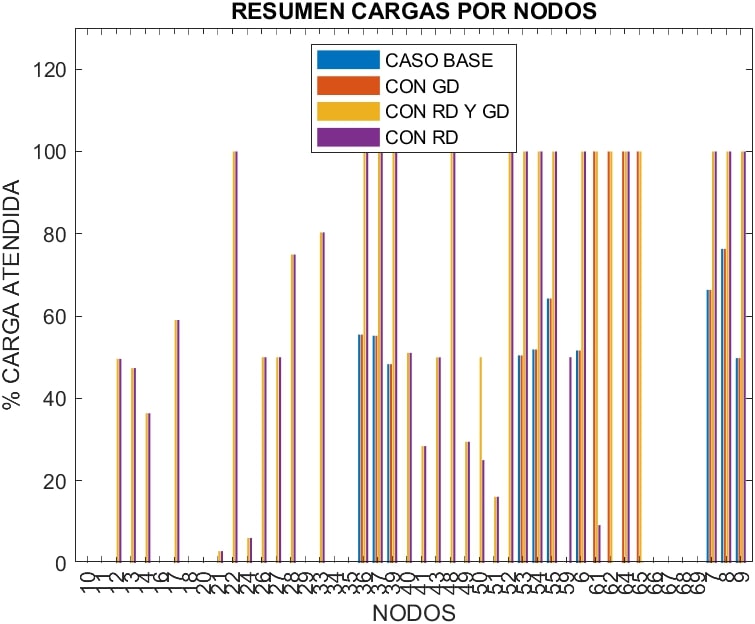 RESUMEN CARGAS POR NODOS
CASO BASE
CON GD
CON RD Y GD
CON RD
% CARGA ATENDIDA
120
100
80
60
40
20
0
10 11 12 13 14 16 17 18 20 21 22 24 26 27 28 29 33 34 35 36 37 39 40 41 43 48 49 50 51 52 53 54 55 59 6 61 62 64 65 66 67 68 69 7 8 9
NODOS